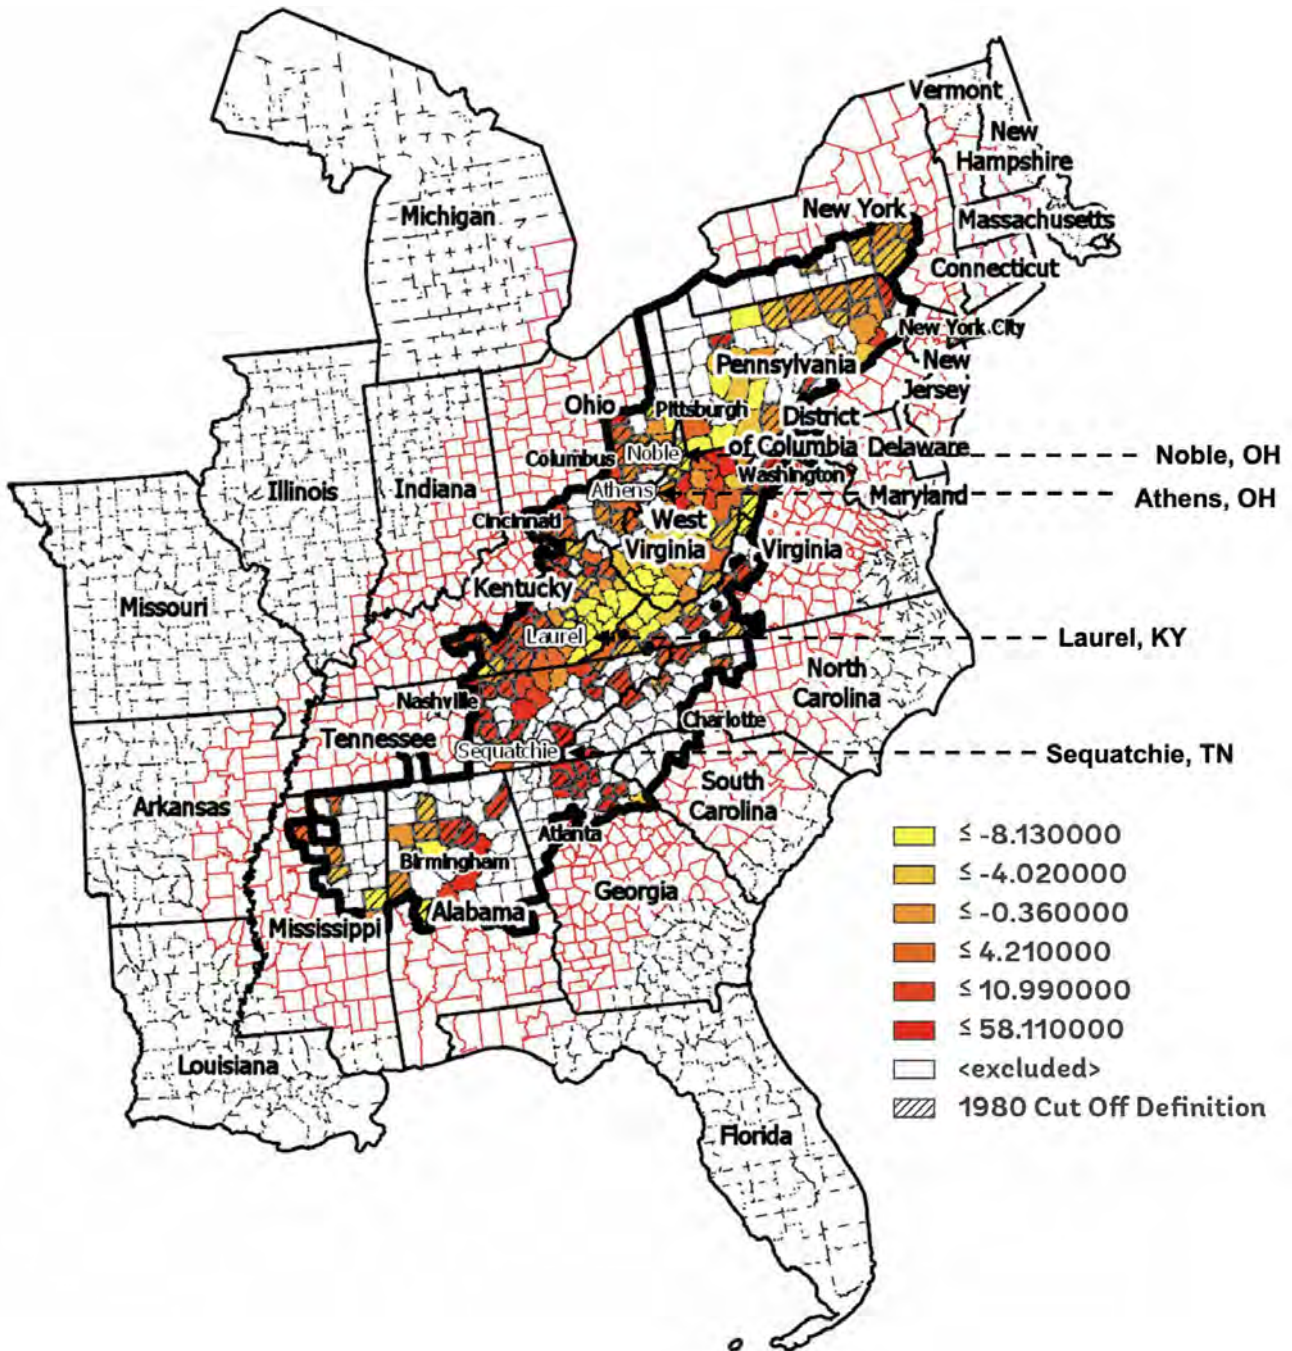 Vermont
New
Hampshire
Michigan
New York
Massachusetts
Connecticut
New York City
Pennsylvania
New
Jersey
Ohio
Pittsburgh
District
of Columbia
Delaware
Columbus
Noble
Noble, OH
Washington
Illinois
Indiana
Athens
Maryland
Athens, OH
Cincinnati
West
Virginia
Virginia
Kentucky
Missouri
Laurel
Laurel, KY
North
Carolina
Nashville
Charlotte
Tennessee
Sequatchie
Sequatchie, TN
South
Carolina
Arkansas
Atlanta
Birmingham
Georgia
Alabama
Mississippi
Louisiana
Florida
≤ -8.130000
≤ -4.020000
≤ -0.360000
≤ 4.210000
≤ 10.990000
≤ 58.110000
<excluded>
1980 Cut Off Definition